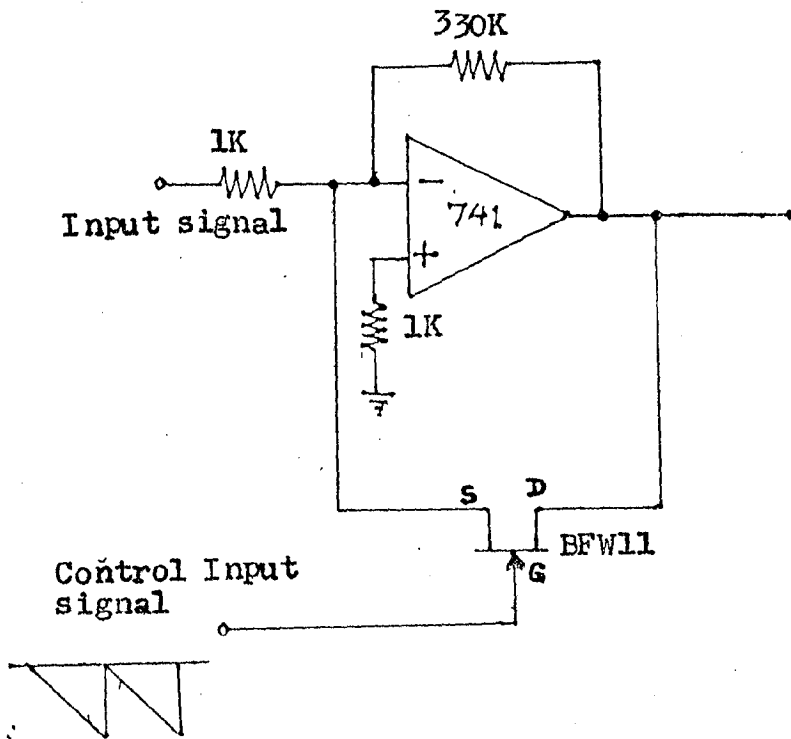 330K
1K
Input signal
−
741
+
1K
S D
BFW11
G
Control Input
signal